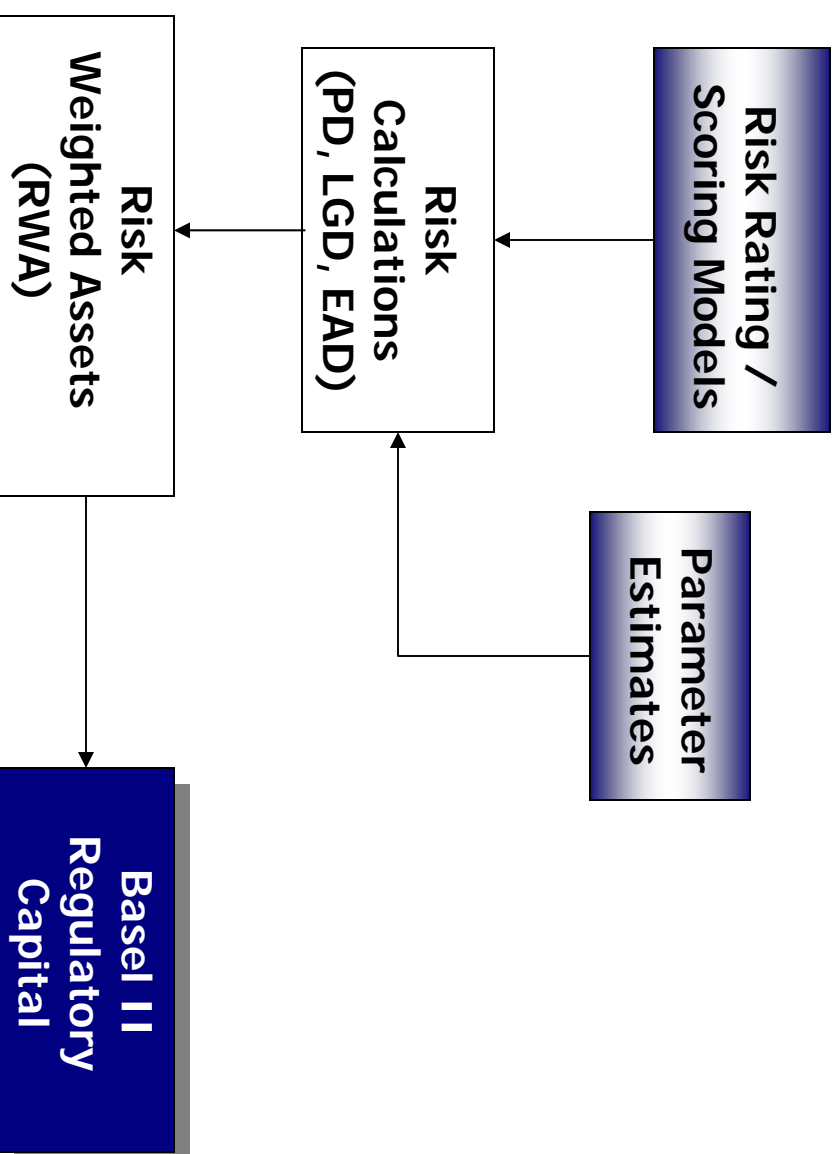 Risk Rating /
Scoring Models
Parameter
Estimates
Risk
Calculations
(PD, LGD, EAD)
Risk
Weighted Assets
(RWA)
Basel II
Regulatory
Capital